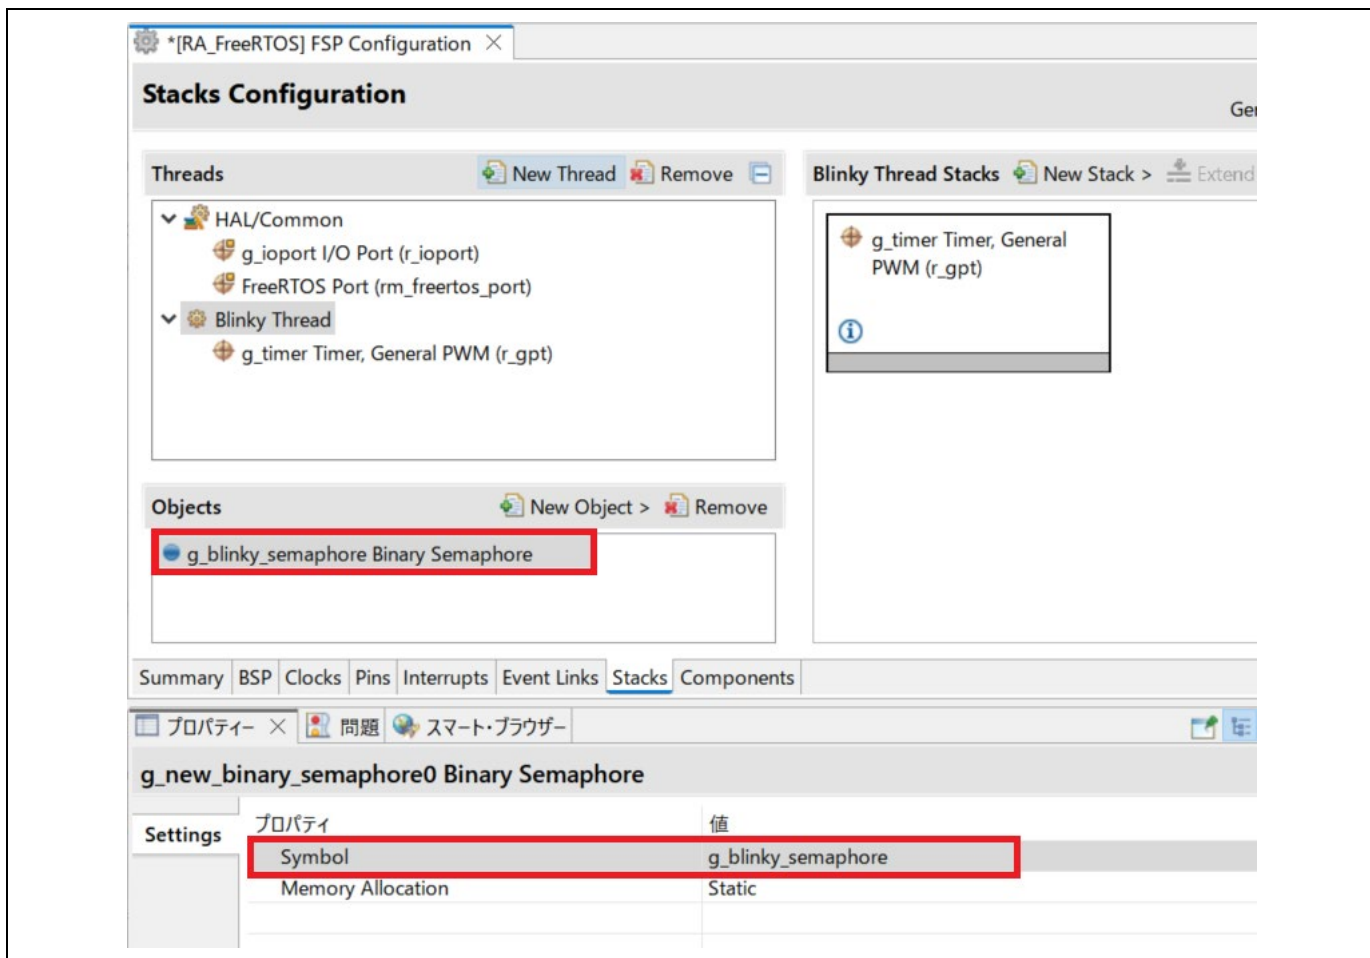 *[RA_FreeRTOS] FSP Configuration
Stacks Configuration
Threads
New Thread
Remove
HAL/Common
g_ioport I/O Port (r_ioport)
FreeRTOS Port (rm_freertos_port)
Blinky Thread
g_timer Timer, General PWM (r_gpt)
Blinky Thread Stacks
New Stack >
Extend
g_timer Timer, General
PWM (r_gpt)
Objects
New Object >
Remove
g_blinky_semaphore Binary Semaphore
Summary BSP Clocks Pins Interrupts Event Links Stacks Components
プロパティー 問題 スマート・ブラウザー
g_new_binary_semaphore0 Binary Semaphore
Settings
プロパティ 値
Symbol g_blinky_semaphore
Memory Allocation Static